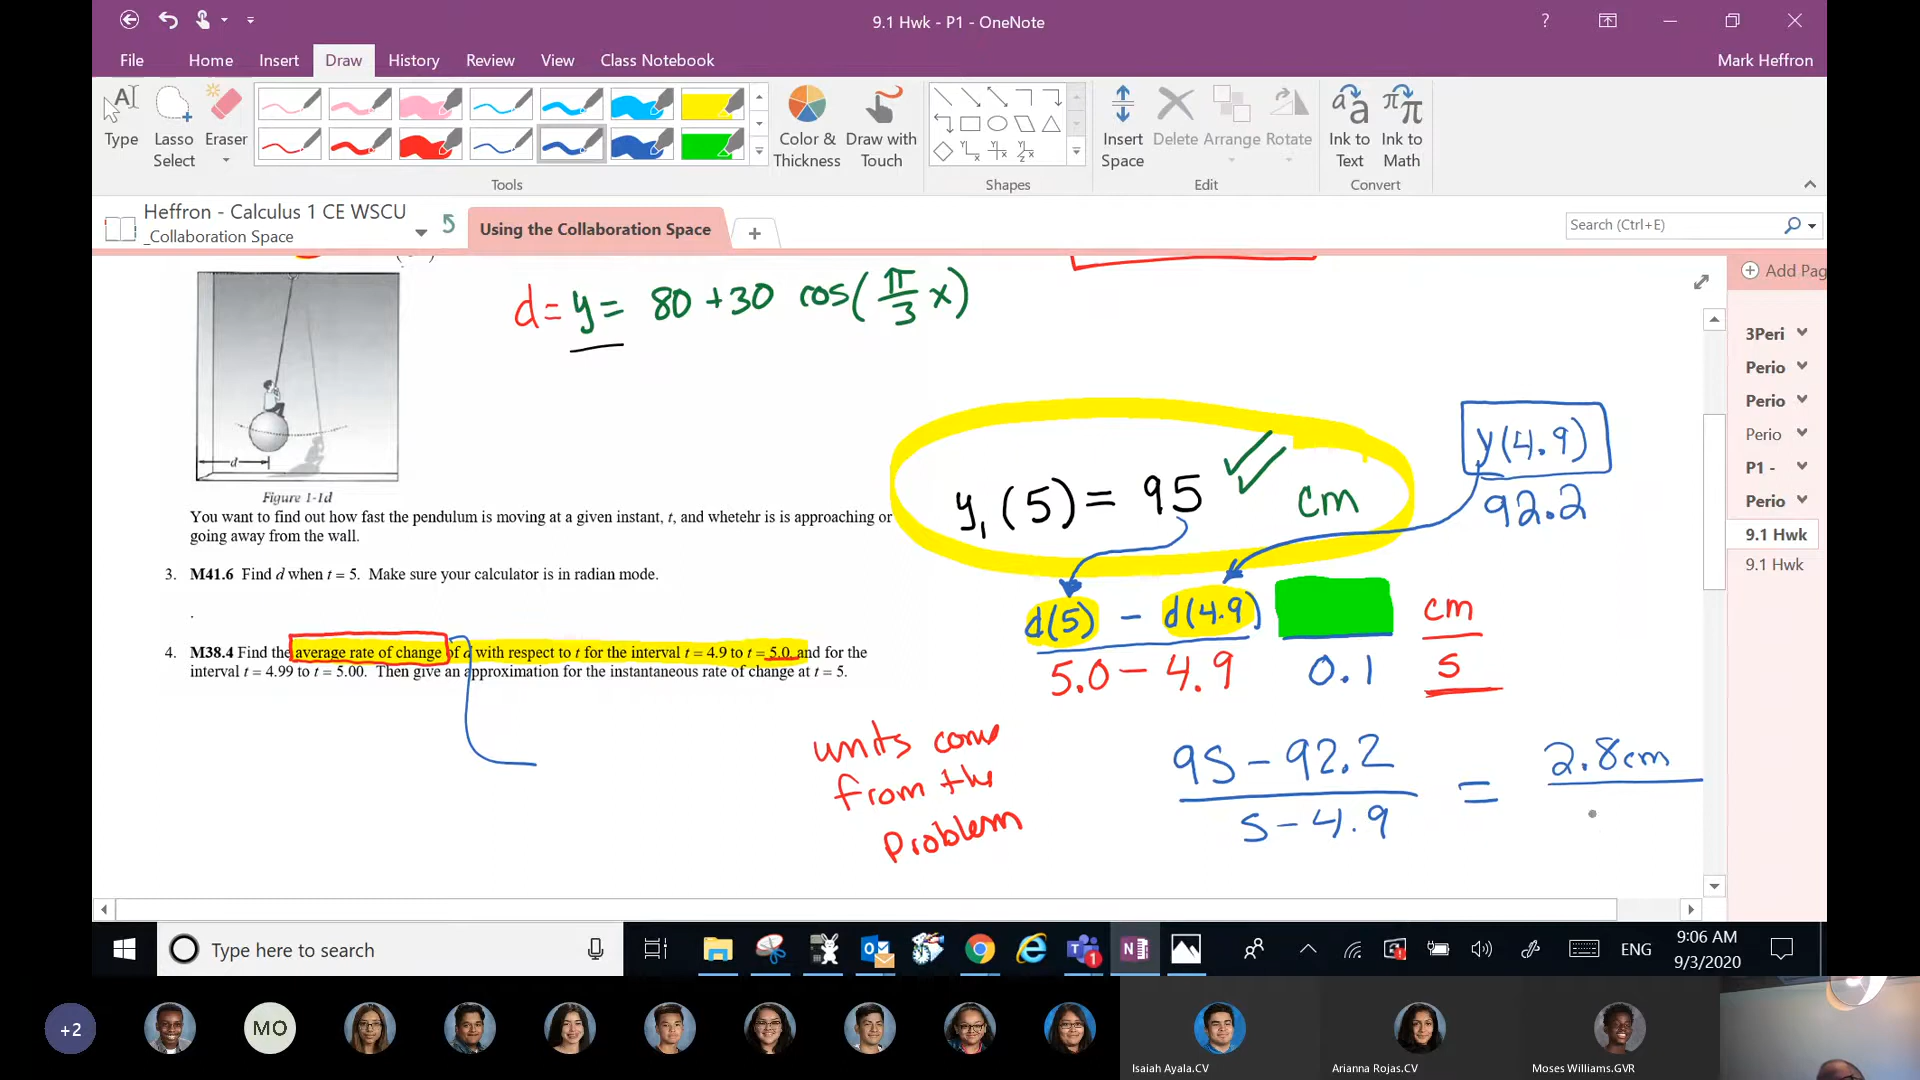 9.1 Hwk - P1 - OneNote
?
File
Home
Insert
Draw
History
Review
View
Class Notebook
Mark Heffron
Type
Lasso
Select
Eraser
Color &
Thickness
Draw with
Touch
Insert
Space
Delete
Arrange
Rotate
Ink to
Text
Ink to
Math
Tools
Shapes
Edit
Convert
Heffron - Calculus 1 CE WSCU
_Collaboration Space
Using the Collaboration Space
Search (Ctrl+E)
Add Pag
3Peri
Perio
Perio
Perio
P1 -
Perio
9.1 Hwk
9.1 Hwk
d = y = 80 + 30 cos(π/3 x)
d
Figure 1-1d
You want to find out how fast the pendulum is moving at a given instant, t, and whetehr is is approaching or
going away from the wall.
3. M41.6 Find d when t = 5. Make sure your calculator is in radian mode.
.
4. M38.4 Find the average rate of change of d with respect to t for the interval t = 4.9 to t = 5.0 and for the
interval t = 4.99 to t = 5.00. Then give an approximation for the instantaneous rate of change at t = 5.
y₁(5) = 95 cm
y(4.9)
92.2
d(5) - d(4.9) cm
5.0 - 4.9 0.1 s
units come
from the
problem
95 - 92.2 = 2.8cm
5 - 4.9
Type here to search
ENG
9:06 AM
9/3/2020
+2
MO
Isaiah Ayala.CV
Arianna Rojas.CV
Moses Williams.GVR